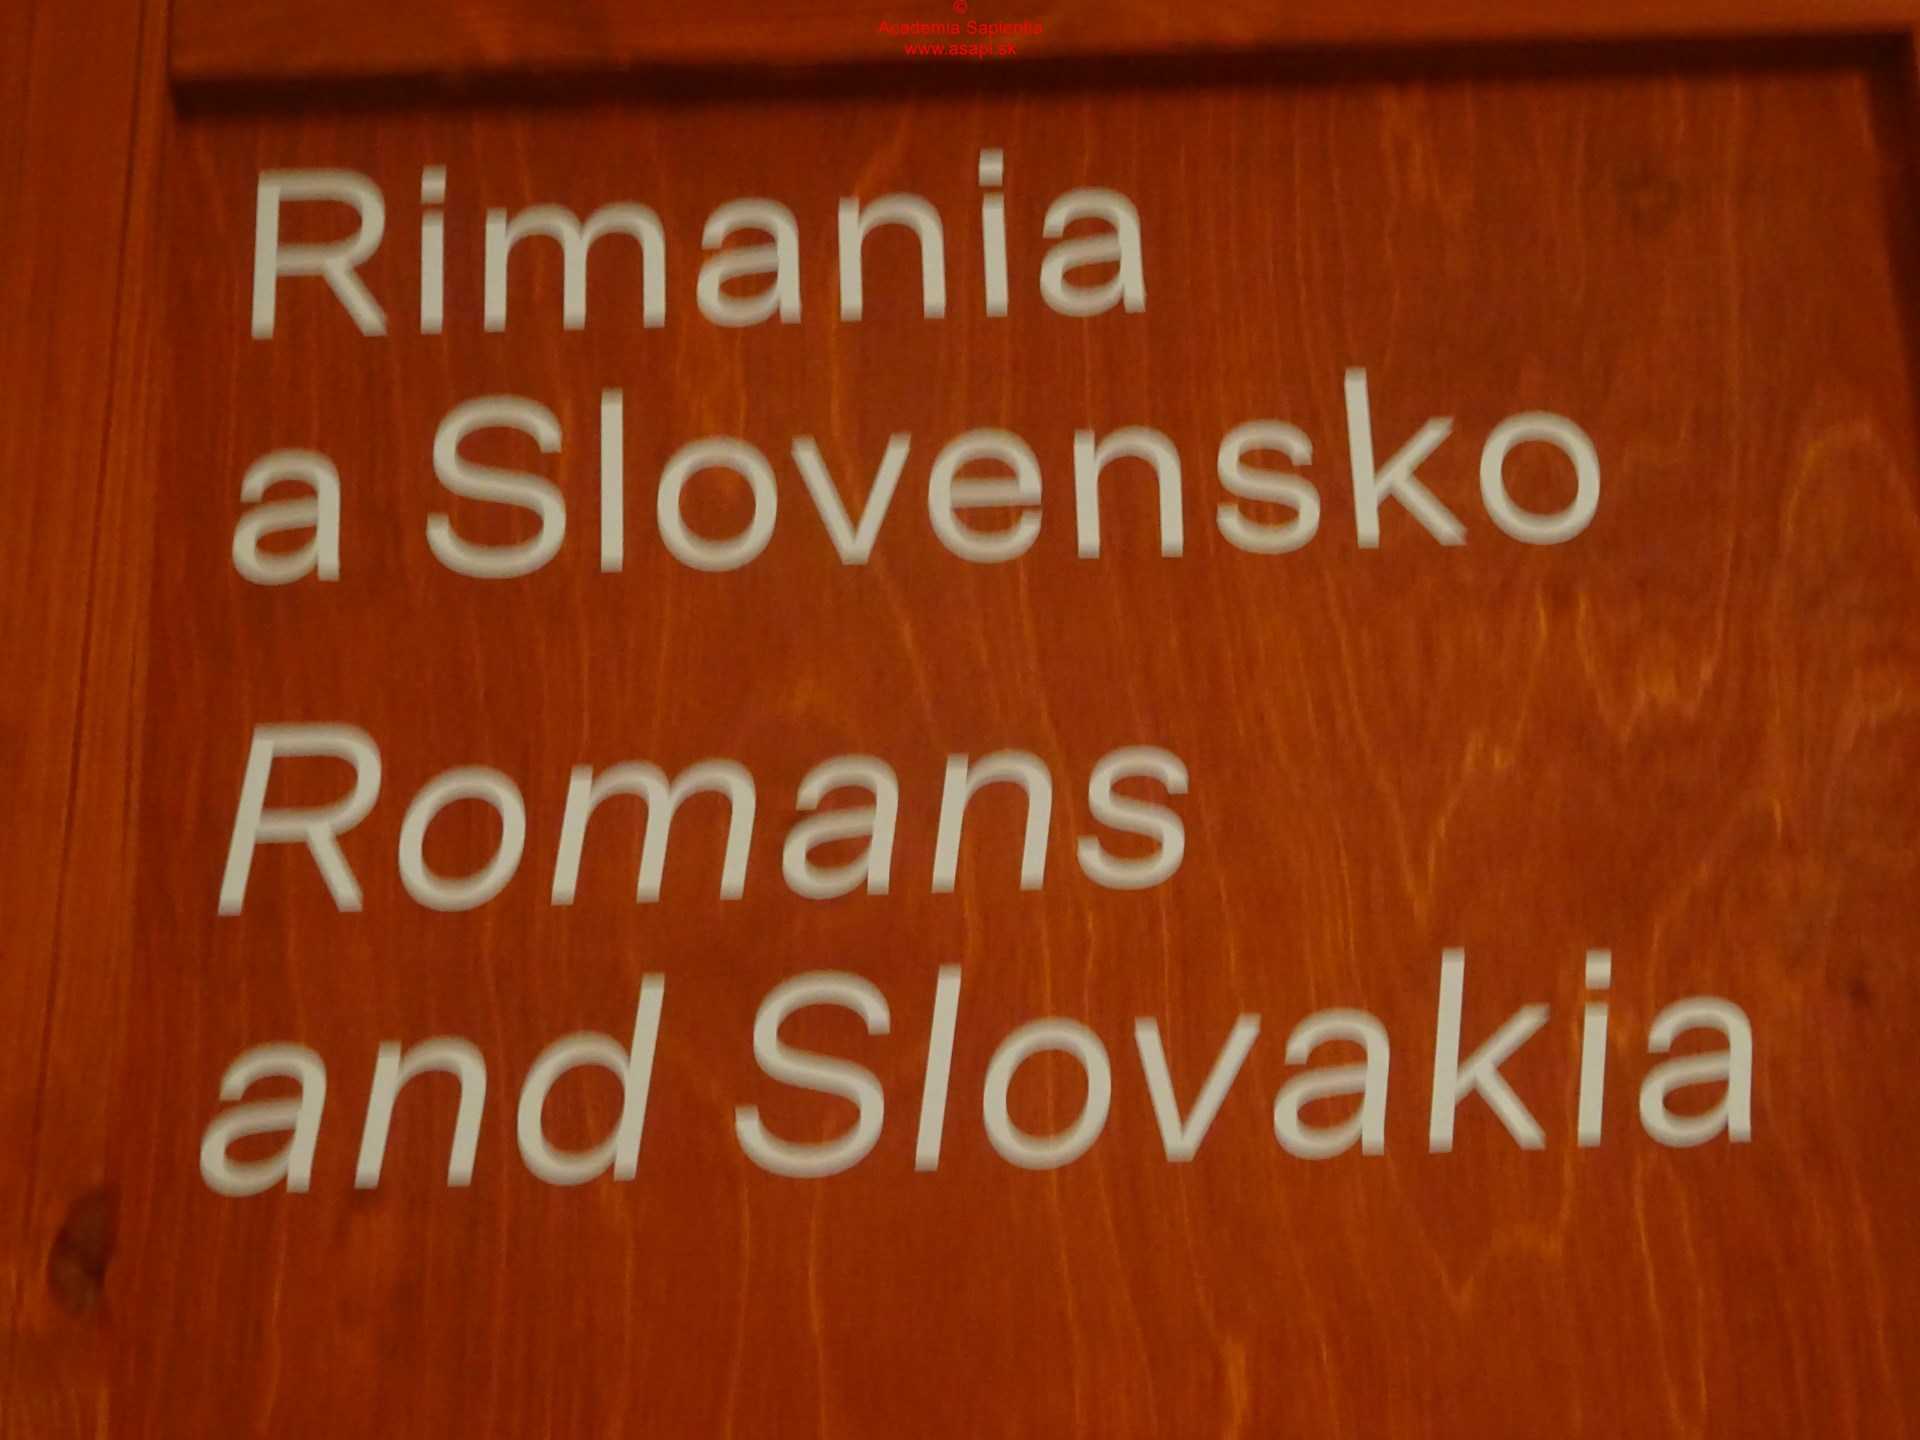 ©
Academia Sapientia
www.asapi.sk
Rimania
a Slovensko
Romans
and Slovakia